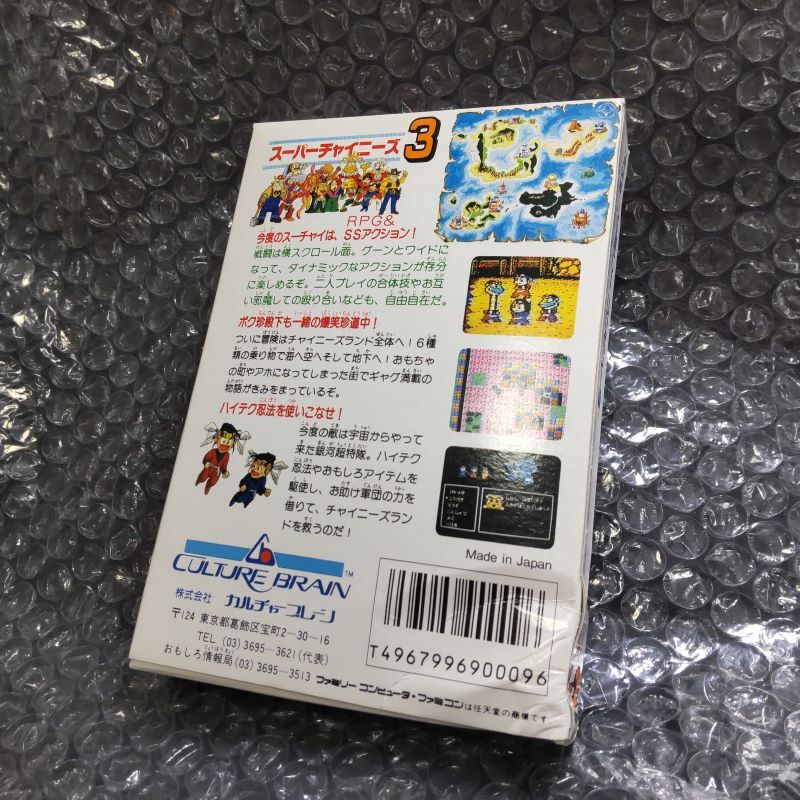 スーパーチャイニーズ3
RPG&
今度のスーチャイは、SSアクション!
戦闘は横スクロール面。グーンとワイドに
なって、ダイナミックなアクションが存分
に楽しめるぞ。二人プレイの合体技やお互
い邪魔しての殴り合いなども、自由自在だ。
ボク珍殿下も一緒の爆笑珍道中!
ついに冒険はチャイニーズランド全体へ!6種
類の乗り物で海へ空へそして地下へ!おもちゃ
の町やアホになってしまった街でギャグ満載の
物語がきみをまっているぞ。
ハイテク忍法を使いこなせ!
今度の敵は宇宙からやって
来た銀河超特隊。ハイテク
忍法やおもしろアイテムを
駆使し、お助け軍団の力を
借りて、チャイニーズラン
ドを救うのだ!
Made in Japan
CULTURE BRAIN™
株式会社 カルチャーブレーン
〒124 東京都葛飾区宝町2-30-16
TEL (03)3695-3621(代表)
おもしろ情報局(03)3695-3513
T4967996900096
ファミリーコンピュータ・ファミコンは任天堂の商標です